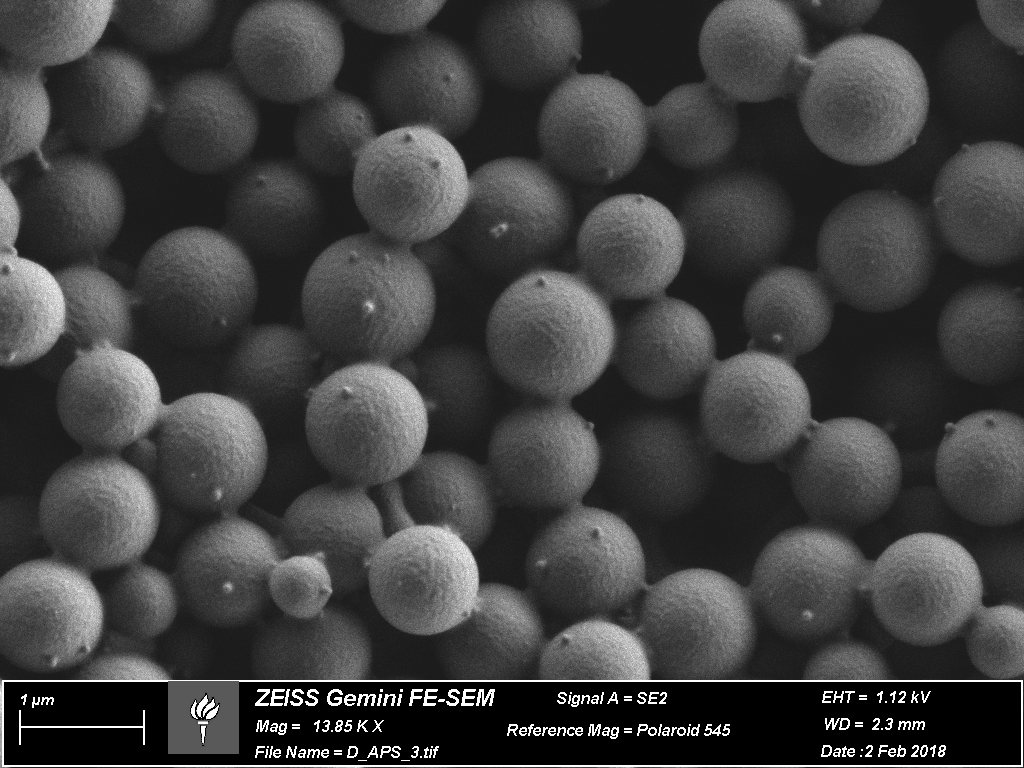 1 µm
ZEISS Gemini FE-SEM
Signal A = SE2
EHT = 1.12 kV
Mag = 13.85 K X
Reference Mag = Polaroid 545
WD = 2.3 mm
File Name = D_APS_3.tif
Date :2 Feb 2018